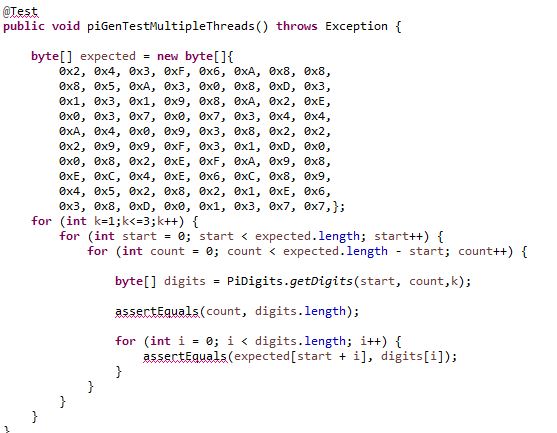 @Test
public void piGenTestMultipleThreads() throws Exception {
byte[] expected = new byte[]{
0x2, 0x4, 0x3, 0xF, 0x6, 0xA, 0x8, 0x8,
0x8, 0x5, 0xA, 0x3, 0x0, 0x8, 0xD, 0x3,
0x1, 0x3, 0x1, 0x9, 0x8, 0xA, 0x2, 0xE,
0x0, 0x3, 0x7, 0x0, 0x7, 0x3, 0x4, 0x4,
0xA, 0x4, 0x0, 0x9, 0x3, 0x8, 0x2, 0x2,
0x2, 0x9, 0x9, 0xF, 0x3, 0x1, 0xD, 0x0,
0x0, 0x8, 0x2, 0xE, 0xF, 0xA, 0x9, 0x8,
0xE, 0xC, 0x4, 0xE, 0x6, 0xC, 0x8, 0x9,
0x4, 0x5, 0x2, 0x8, 0x2, 0x1, 0xE, 0x6,
0x3, 0x8, 0xD, 0x0, 0x1, 0x3, 0x7, 0x7,};
for (int k=1;k<=3;k++) {
for (int start = 0; start < expected.length; start++) {
for (int count = 0; count < expected.length - start; count++) {
byte[] digits = PiDigits.getDigits(start, count,k);
assertEquals(count, digits.length);
for (int i = 0; i < digits.length; i++) {
assertEquals(expected[start + i], digits[i]);
}
}
}
}
}